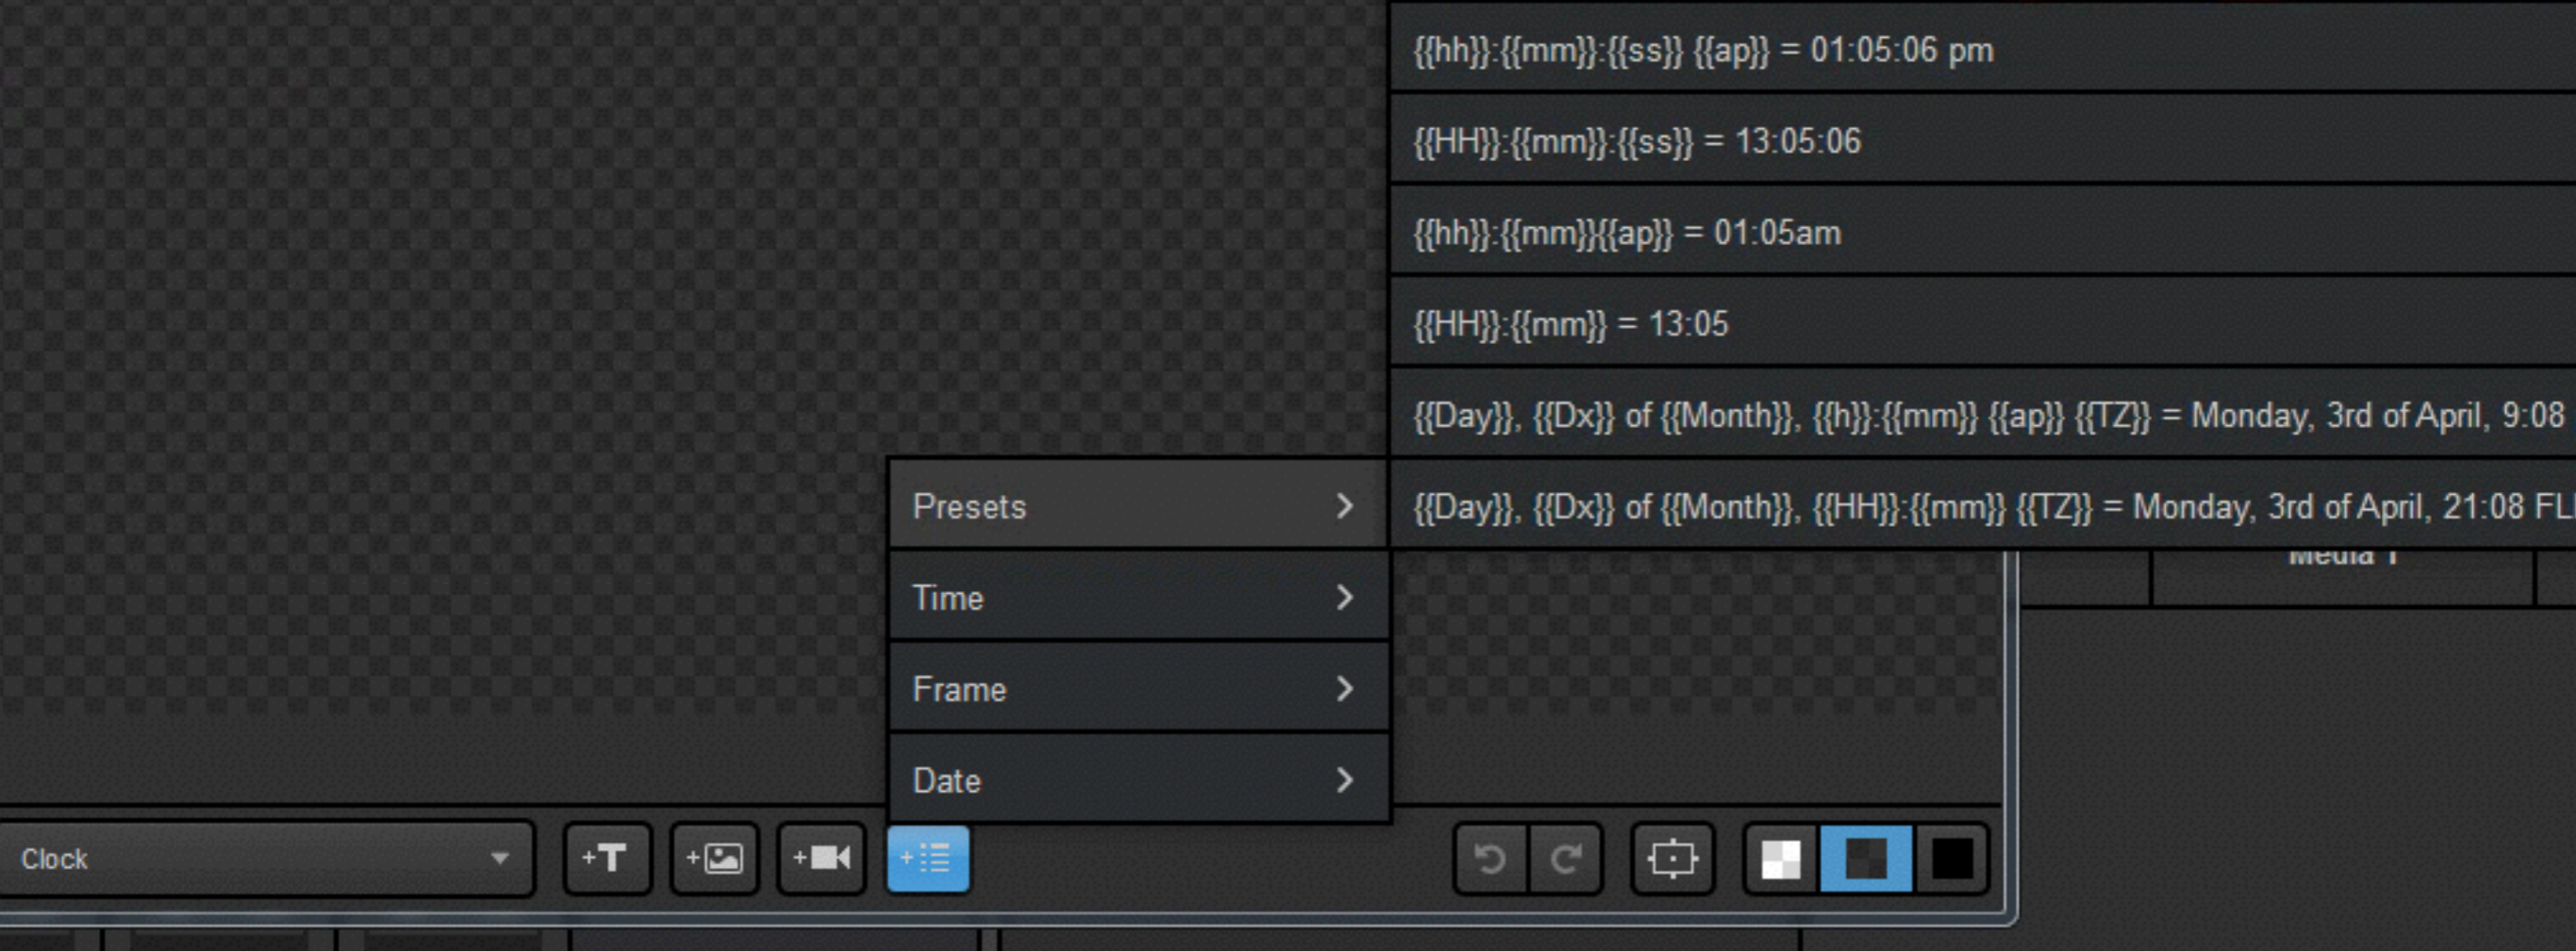 {{hh}}:{{mm}}:{{ss}} {{ap}} = 01:05:06 pm
{{HH}}:{{mm}}:{{ss}} = 13:05:06
{{hh}}:{{mm}}{{ap}} = 01:05am
{{HH}}:{{mm}} = 13:05
{{Day}}, {{Dx}} of {{Month}}, {{h}}:{{mm}} {{ap}} {{TZ}} = Monday, 3rd of April, 9:08
{{Day}}, {{Dx}} of {{Month}}, {{HH}}:{{mm}} {{TZ}} = Monday, 3rd of April, 21:08
Presets
Time
Frame
Date
Media 1
Clock
+T